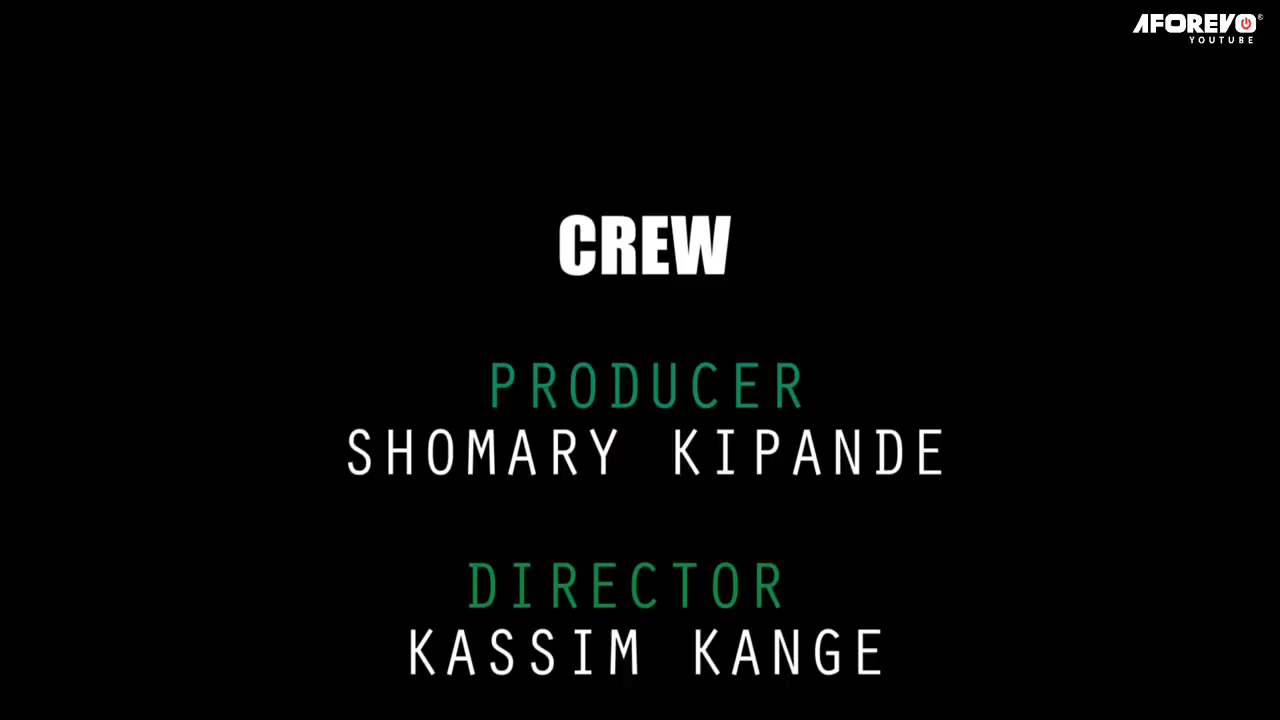 AFOREVO®
YOUTUBE
CREW
PRODUCER
SHOMARY KIPANDE
DIRECTOR
KASSIM KANGE